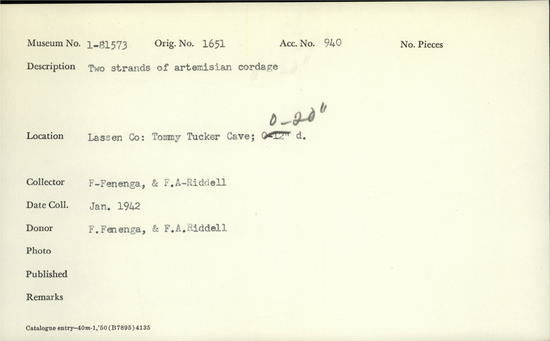 Museum No. 1-81573 Orig. No. 1651 Acc. No. 940 No. Pieces
Description Two strands of artemisian cordage
0-20"
Location Lassen Co: Tommy Tucker Cave; 0-12" d.
Collector F-Fenenga, & F.A-Riddell
Date Coll. Jan. 1942
Donor F.Fenenga, & F.A.Riddell
Photo
Published
Remarks
Catalogue entry—40m-1,'50(B7895)4135